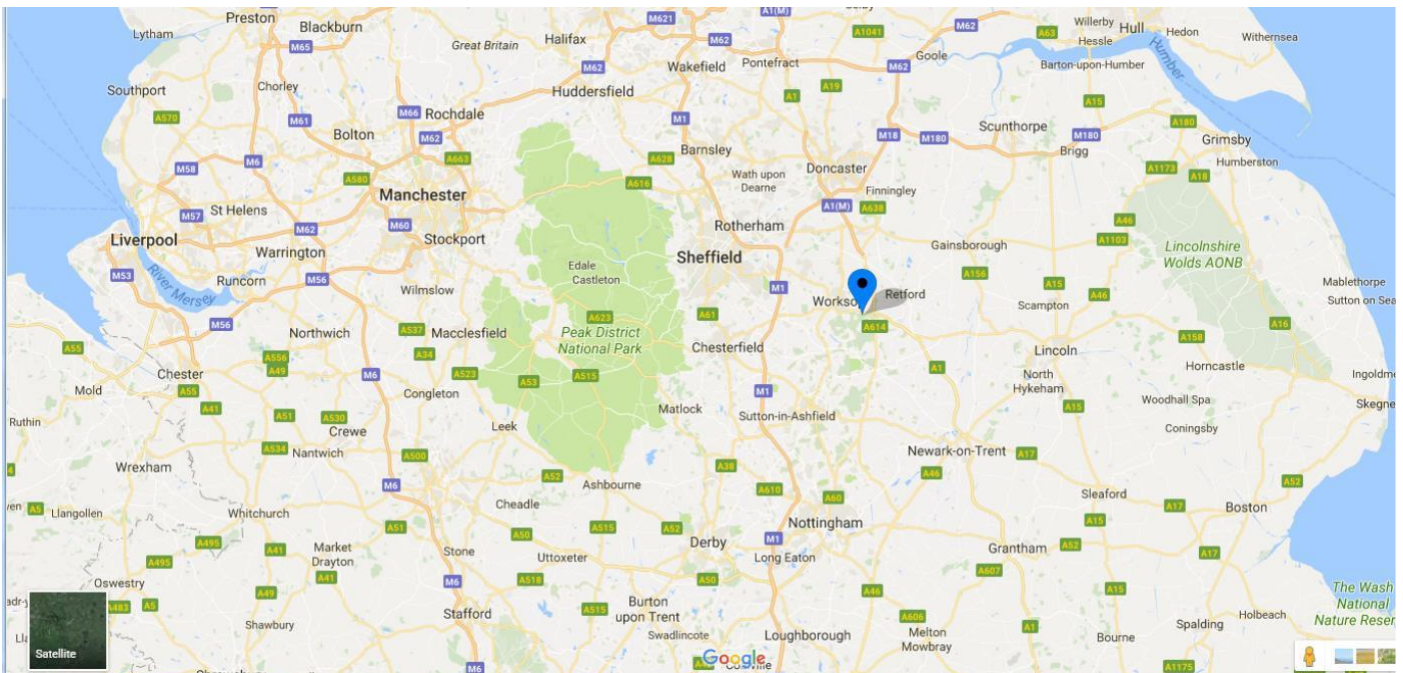 Preston
Blackburn
M621
A1(M)
M62
Willerby
Hull
Hedon
Lytham
M65
Great Britain
Halifax
M62
A1041
A63
Hessle
Withernsea
Wakefield
Pontefract
Goole
M62
M62
Barton-upon-Humber
Humber
Southport
Chorley
Huddersfield
A1
A19
A15
A570
M61
M66
Rochdale
M1
Scunthorpe
A180
Bolton
M62
Barnsley
M18
M180
M180
Grimsby
M6
A663
A628
Brigg
Humberston
M58
A580
Wath upon
Dearne
Doncaster
A1173
A18
Manchester
A616
Finningley
M57
St Helens
A1(M)
A638
M62
M60
Rotherham
A46
Liverpool
Stockport
Gainsborough
A1103
Lincolnshire
Wolds AONB
Warrington
Sheffield
M53
River Mersey
Runcorn
M56
Edale
Castleton
A156
A15
Mablethorpe
Wilmslow
M1
Retford
A46
Scampton
Sutton on Sea
M56
Northwich
A537
Macclesfield
A623
A61
A614
A16
Peak District
National Park
A55
A556
A34
Chesterfield
Lincoln
A158
A49
Chester
M6
A523
A53
A515
A1
North
Hykeham
Horncastle
Mold
A55
Congleton
M1
Woodhall Spa
A41
A51
A530
Matlock
Sutton-in-Ashfield
A15
Ruthin
Crewe
Leek
Coningsby
A534
Nantwich
A500
Newark-on-Trent
A17
Wrexham
A38
A46
M6
A52
Ashbourne
A610
A60
A52
A5
Llangollen
Whitchurch
Cheadle
Sleaford
A17
Boston
A51
A50
A515
A52
Nottingham
A15
A495
A41
Market
Drayton
Stone
Derby
M1
Long Eaton
Grantham
A52
A17
A495
A41
Uttoxeter
A607
Oswestry
M6
A518
A50
A46
A15
The Wash
National
A483
A5
A49
Stafford
A515
Burton
upon Trent
A606
Holbeach
Shawbury
Swadlincote
Loughborough
Melton
Mowbray
A1
Bourne
Spalding
Satellite
Google
M6
A1175